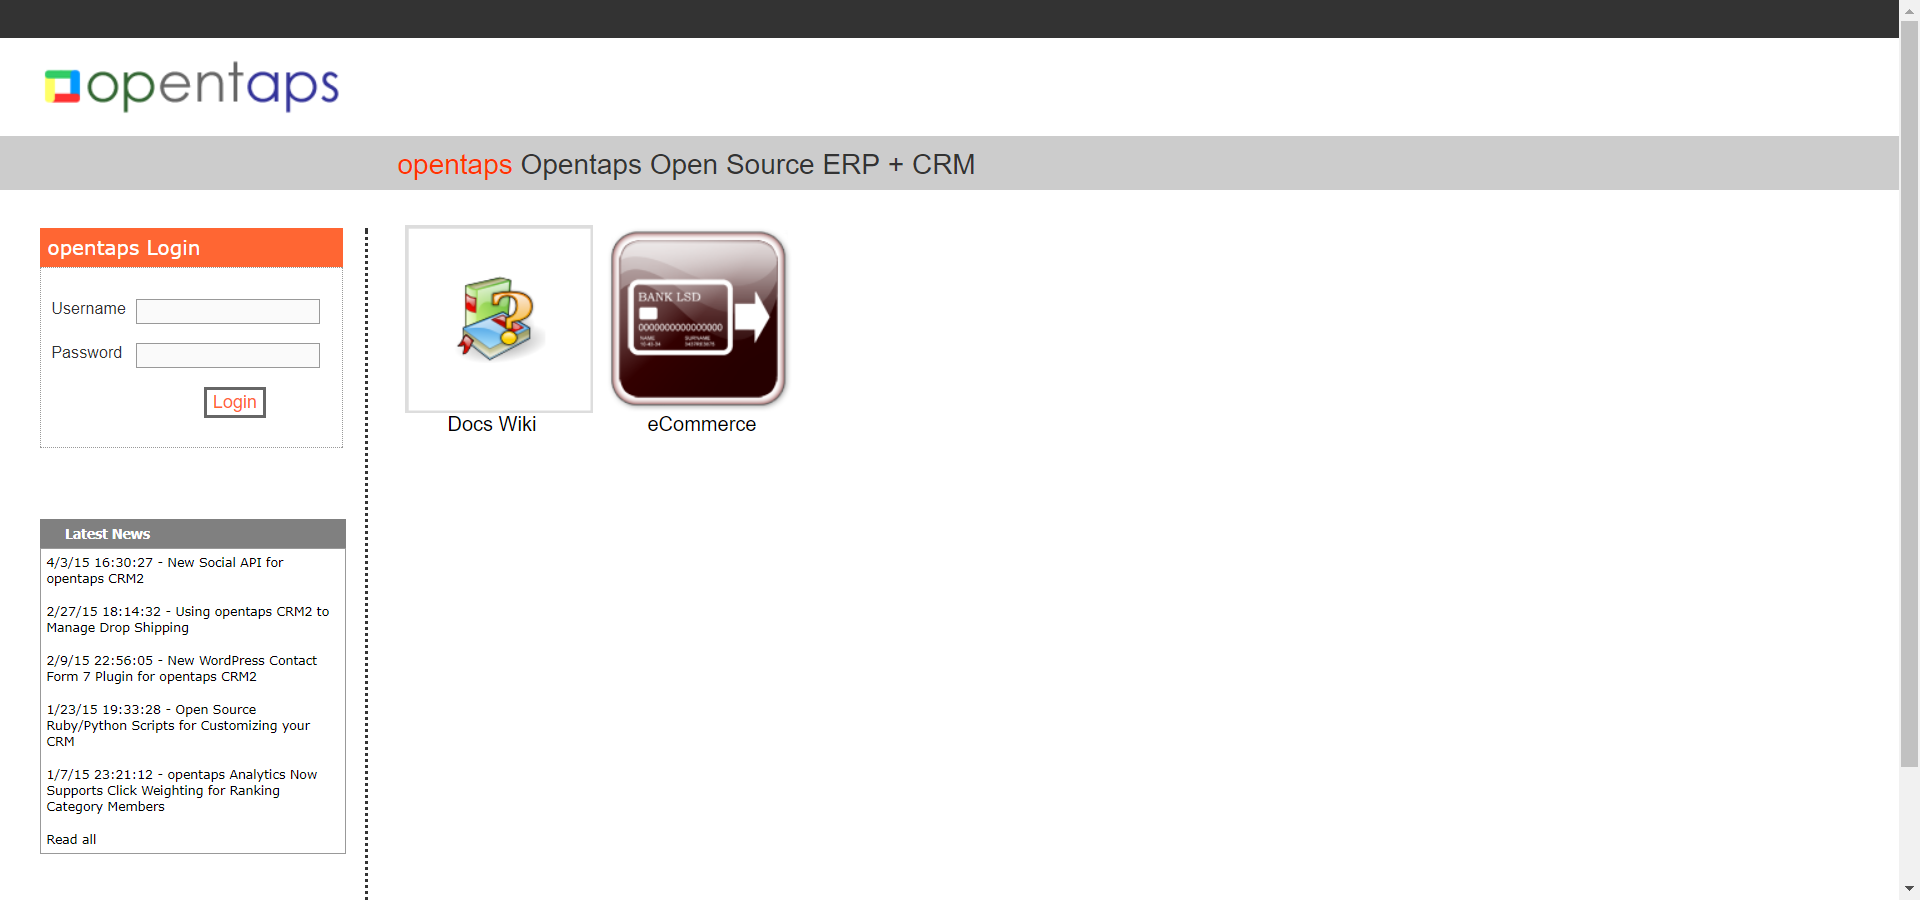 opentaps
opentaps Opentaps Open Source ERP + CRM
opentaps Login
Username
Password
Login
BANK LSD
Docs Wiki
eCommerce
Latest News
4/3/15 16:30:27 - New Social API for
opentaps CRM2
2/27/15 18:14:32 - Using opentaps CRM2 to
Manage Drop Shipping
2/9/15 22:56:05 - New WordPress Contact
Form 7 Plugin for opentaps CRM2
1/23/15 19:33:28 - Open Source
Ruby/Python Scripts for Customizing your
CRM
1/7/15 23:21:12 - opentaps Analytics Now
Supports Click Weighting for Ranking
Category Members
Read all